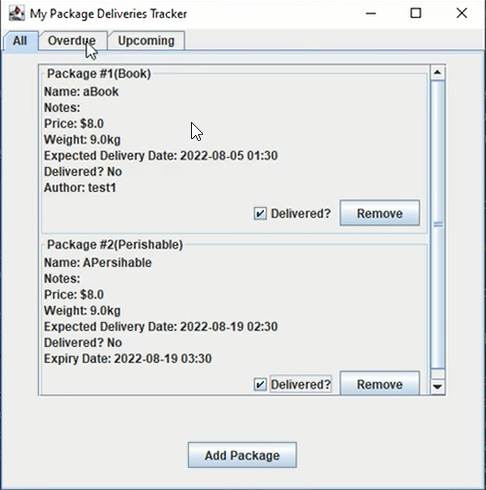 My Package Deliveries Tracker
All Overdue Upcoming
Package #1(Book)
Name: aBook
Notes:
Price: $8.0
Weight: 9.0kg
Expected Delivery Date: 2022-08-05 01:30
Delivered? No
Author: test1
Delivered? Remove
Package #2(Perishable)
Name: APersihable
Notes:
Price: $8.0
Weight: 9.0kg
Expected Delivery Date: 2022-08-19 02:30
Delivered? No
Expiry Date: 2022-08-19 03:30
Delivered? Remove
Add Package